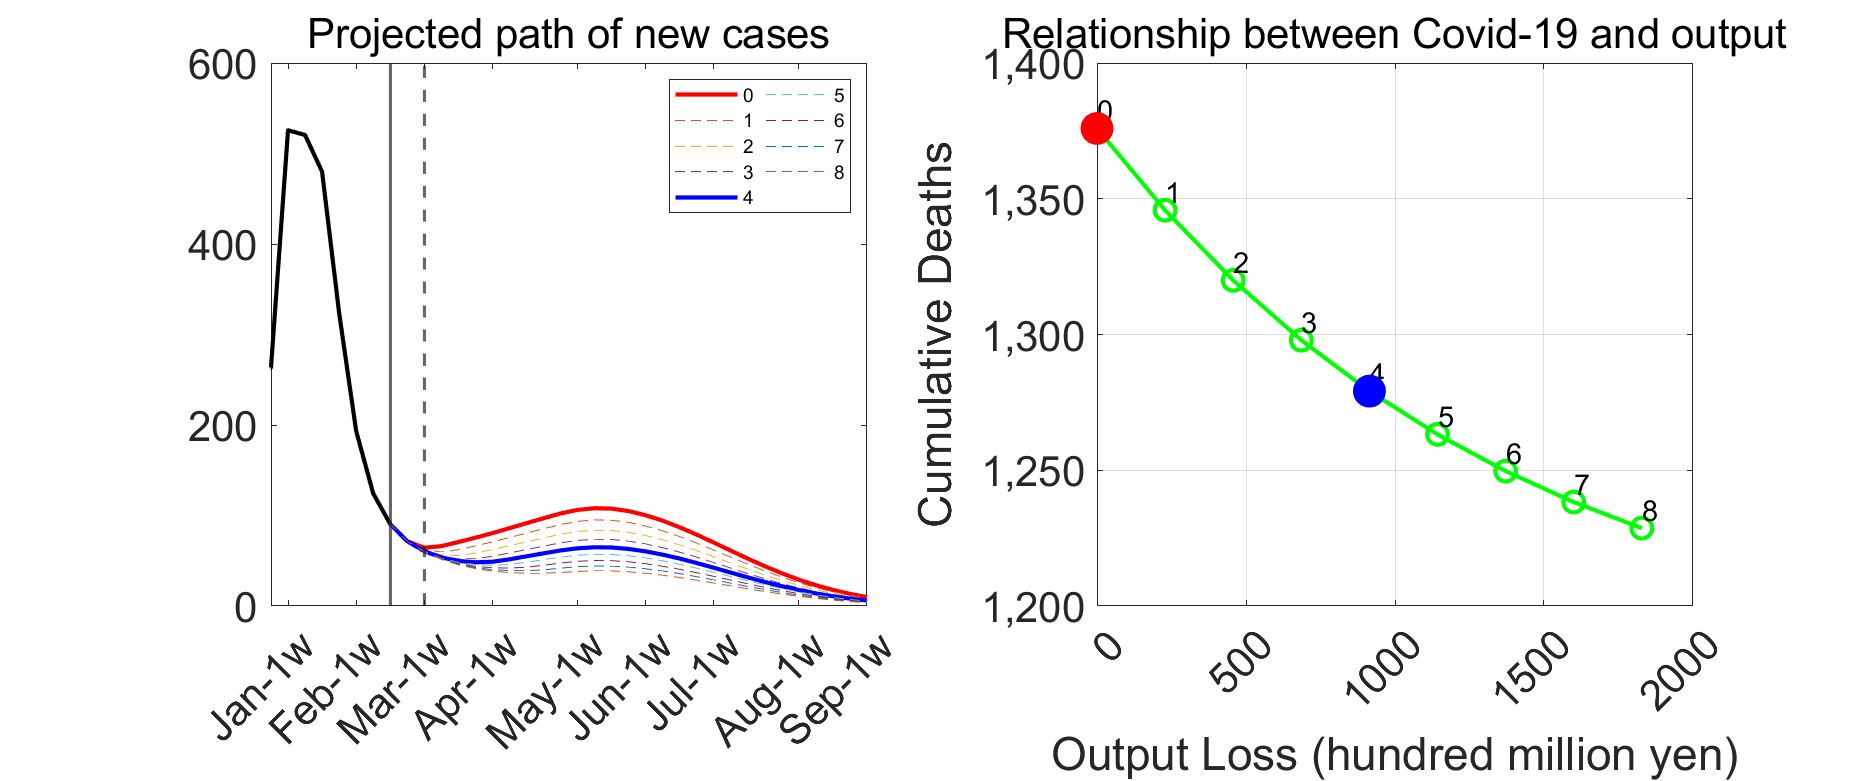 Projected path of new cases
600
400
200
0
0
1
2
3
4
5
6
7
8
Jan-1w
Feb-1w
Mar-1w
Apr-1w
May-1w
Jun-1w
Jul-1w
Aug-1w
Sep-1w
Relationship between Covid-19 and output
Cumulative Deaths
1,400
1,350
1,300
1,250
1,200
0
1
2
3
4
5
6
7
8
0
500
1000
1500
2000
Output Loss (hundred million yen)